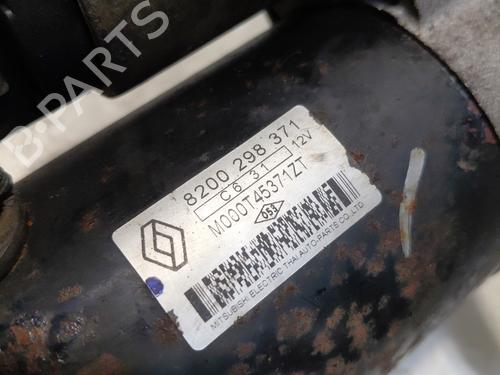 B-PARTS
8200 298 371
C6 31 12V
M000T45371ZT
MITSUBISHI ELECTRIC THAI AUTO-PARTS CO.,LTD.